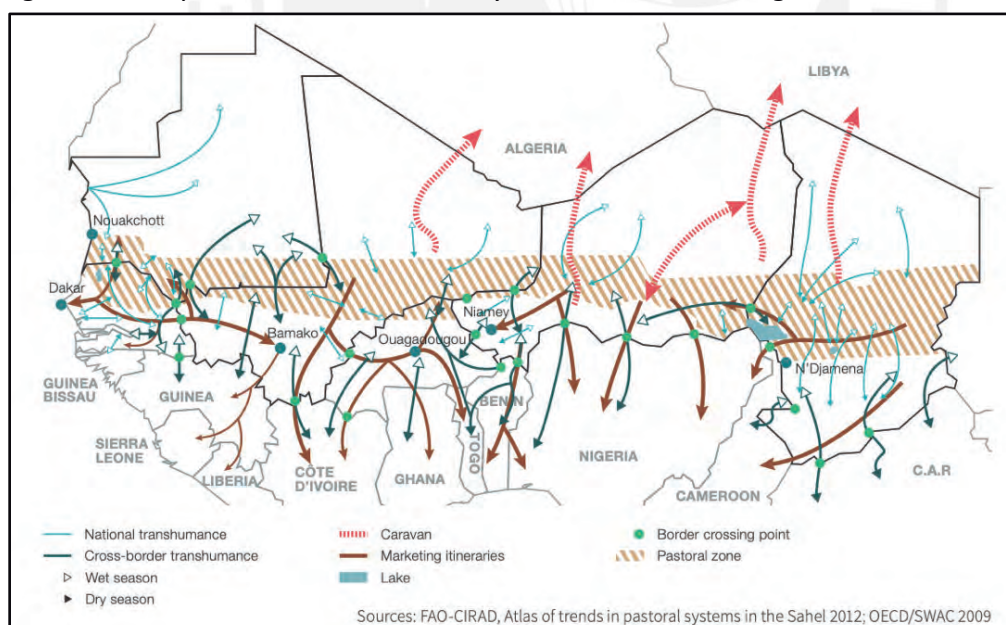 LIBYA
ALGERIA
Nouakchott
Dakar
Bamako
Ouagadougou
Niamey
N'Djamena
GUINEA
BISSAU
GUINEA
SIERRA
LEONE
LIBERIA
CÔTE
D'IVOIRE
GHANA
TOGO
BENIN
NIGERIA
CAMEROON
C.A.R
National transhumance
Cross-border transhumance
Wet season
Dry season
Caravan
Marketing itineraries
Lake
Border crossing point
Pastoral zone
Sources: FAO-CIRAD, Atlas of trends in pastoral systems in the Sahel 2012; OECD/SWAC 2009